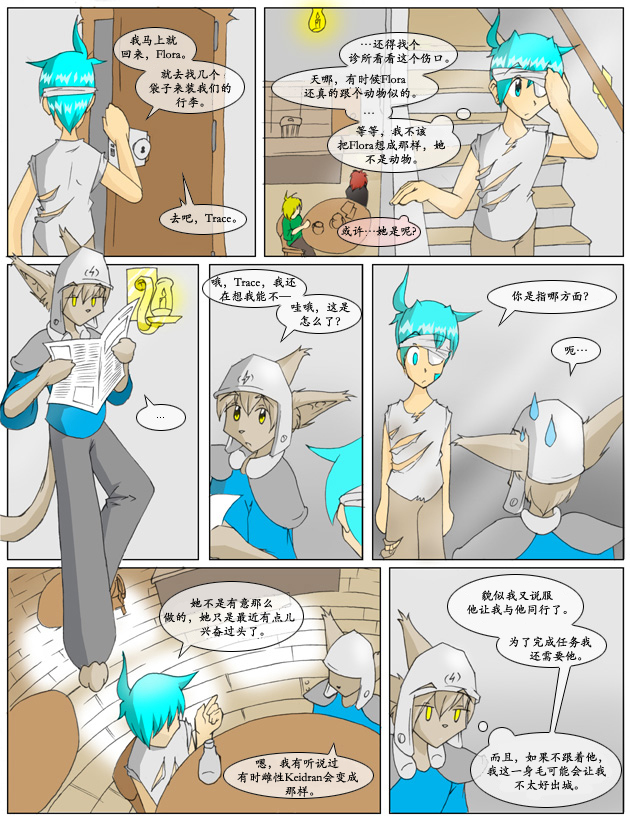 我马上就
回来，Flora。
就去找几个
袋子来装我们的
行李。
去吧，Trace。
…还得找个
诊所看看这个伤口。
天哪，有时候Flora
还真的跟个动物似的。
…
等等，我不该
把Flora想成那样，她
不是动物。
或许…她是呢?
…
哦，Trace，我还
在想我能不—
哇哦，这是
怎么了?
你是指哪方面?
呃…
她不是有意那么
做的，她只是最近有点儿
兴奋过头了。
嗯，我有听说过
有时雌性Keidran会变成
那样。
貌似我又说服
他让我与他同行了。
为了完成任务我
还需要他。
而且，如果不跟着他，
我这一身毛可能会让我
不太好出城。